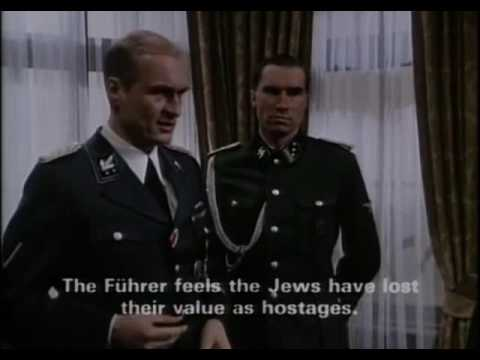 The Führer feels the Jews have lost
their value as hostages.